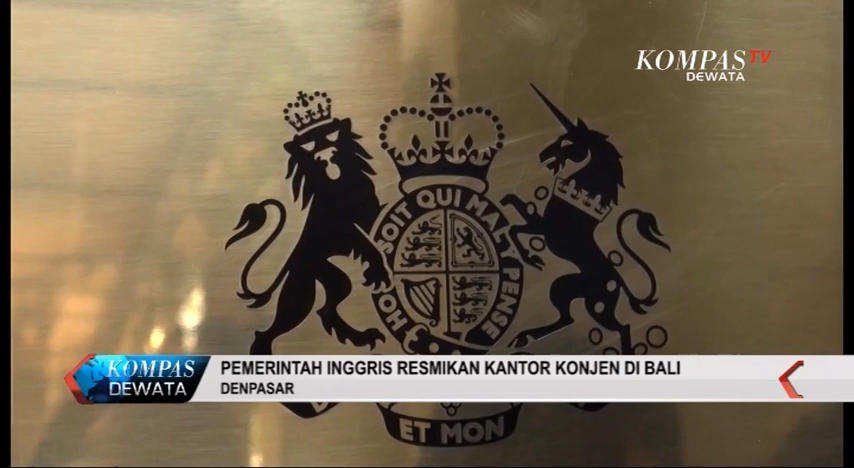 KOMPAS TV
DEWATA
SOIT QUI MAL Y PENSE
ET MON
KOMPAS
DEWATA
PEMERINTAH INGGRIS RESMIKAN KANTOR KONJEN DI BALI
DENPASAR